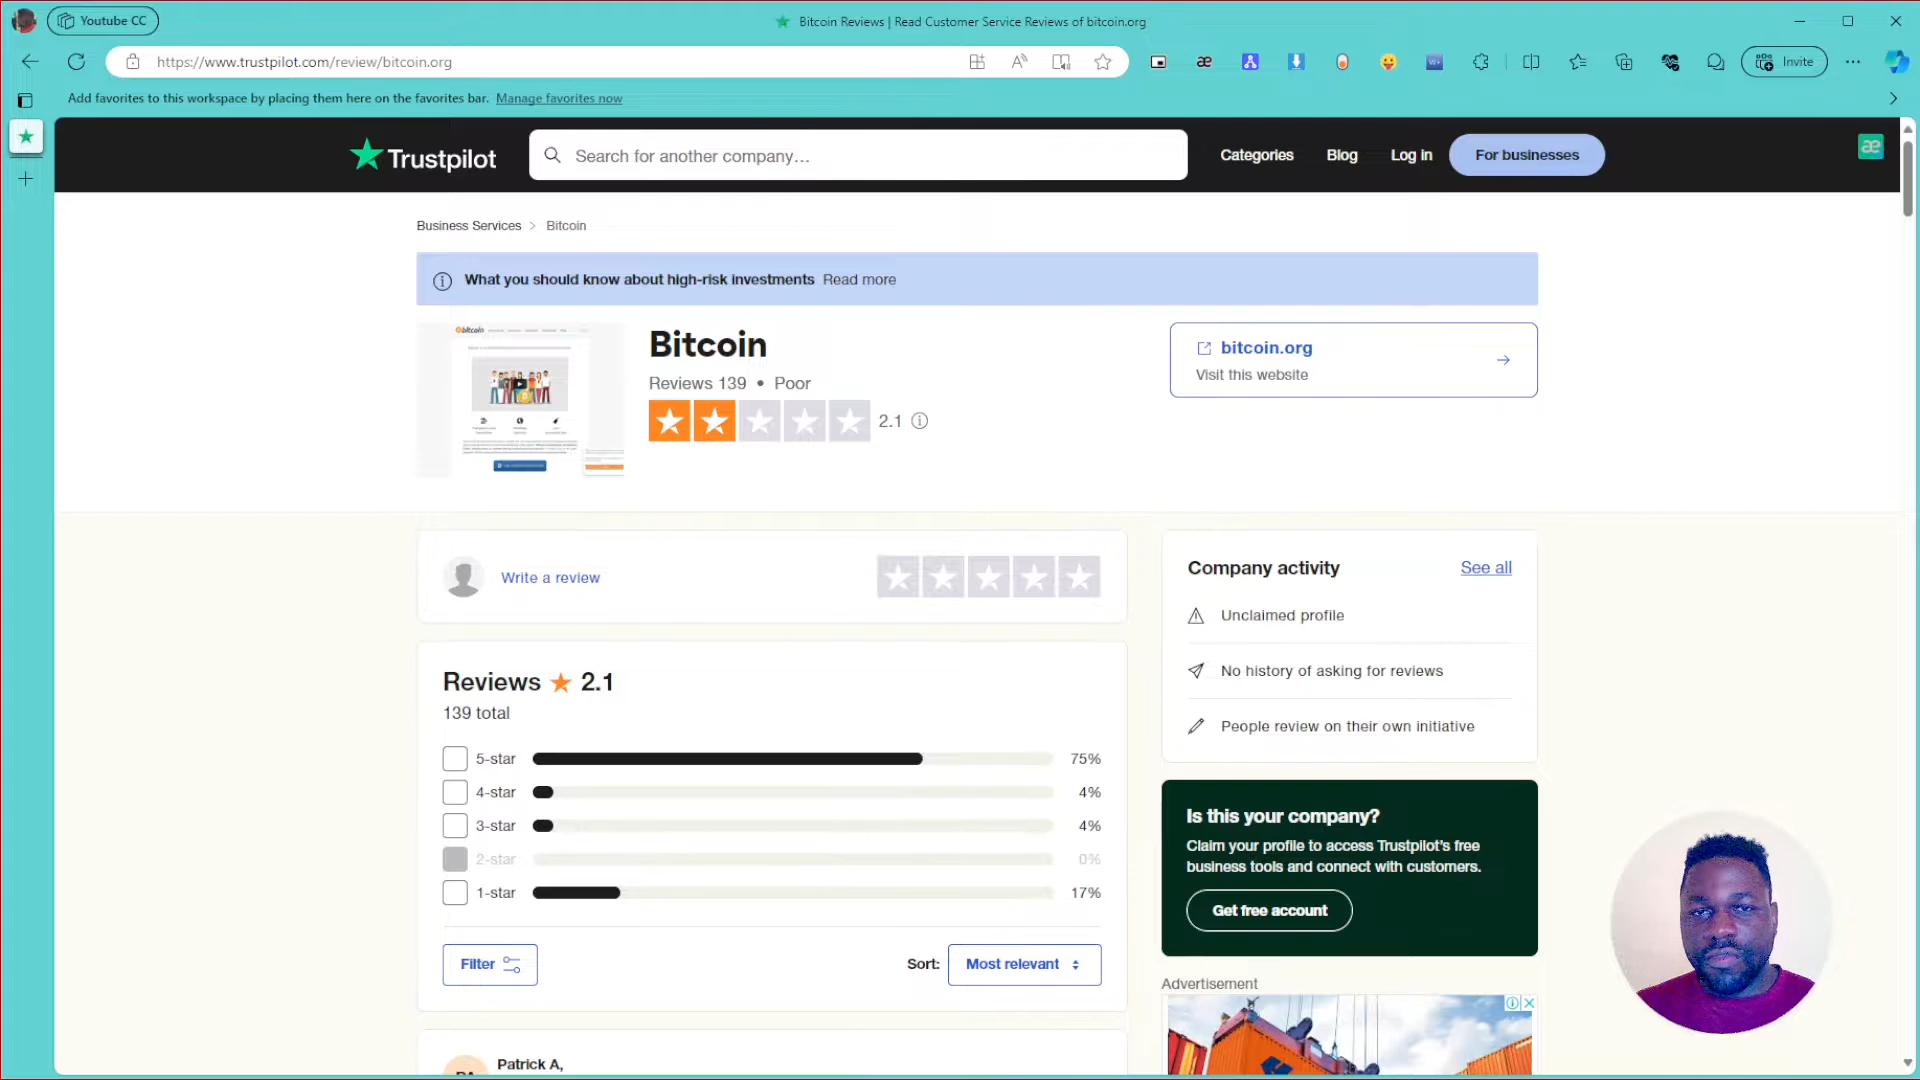 Youtube CC
Bitcoin Reviews | Read Customer Service Reviews of bitcoin.org
https://www.trustpilot.com/review/bitcoin.org
Invite
Add favorites to this workspace by placing them here on the favorites bar. Manage favorites now
Trustpilot
Search for another company…
Categories
Blog
Log in
For businesses
æ
Business Services > Bitcoin
What you should know about high-risk investments Read more
bitcoin
Bitcoin
Reviews 139 • Poor
2.1
bitcoin.org
Visit this website
Write a review
Company activity
See all
Unclaimed profile
No history of asking for reviews
People review on their own initiative
Reviews ★ 2.1
139 total
5-star 75%
4-star 4%
3-star 4%
2-star 0%
1-star 17%
Filter
Sort: Most relevant
Is this your company?
Claim your profile to access Trustpilot's free
business tools and connect with customers.
Get free account
Advertisement
Patrick A,